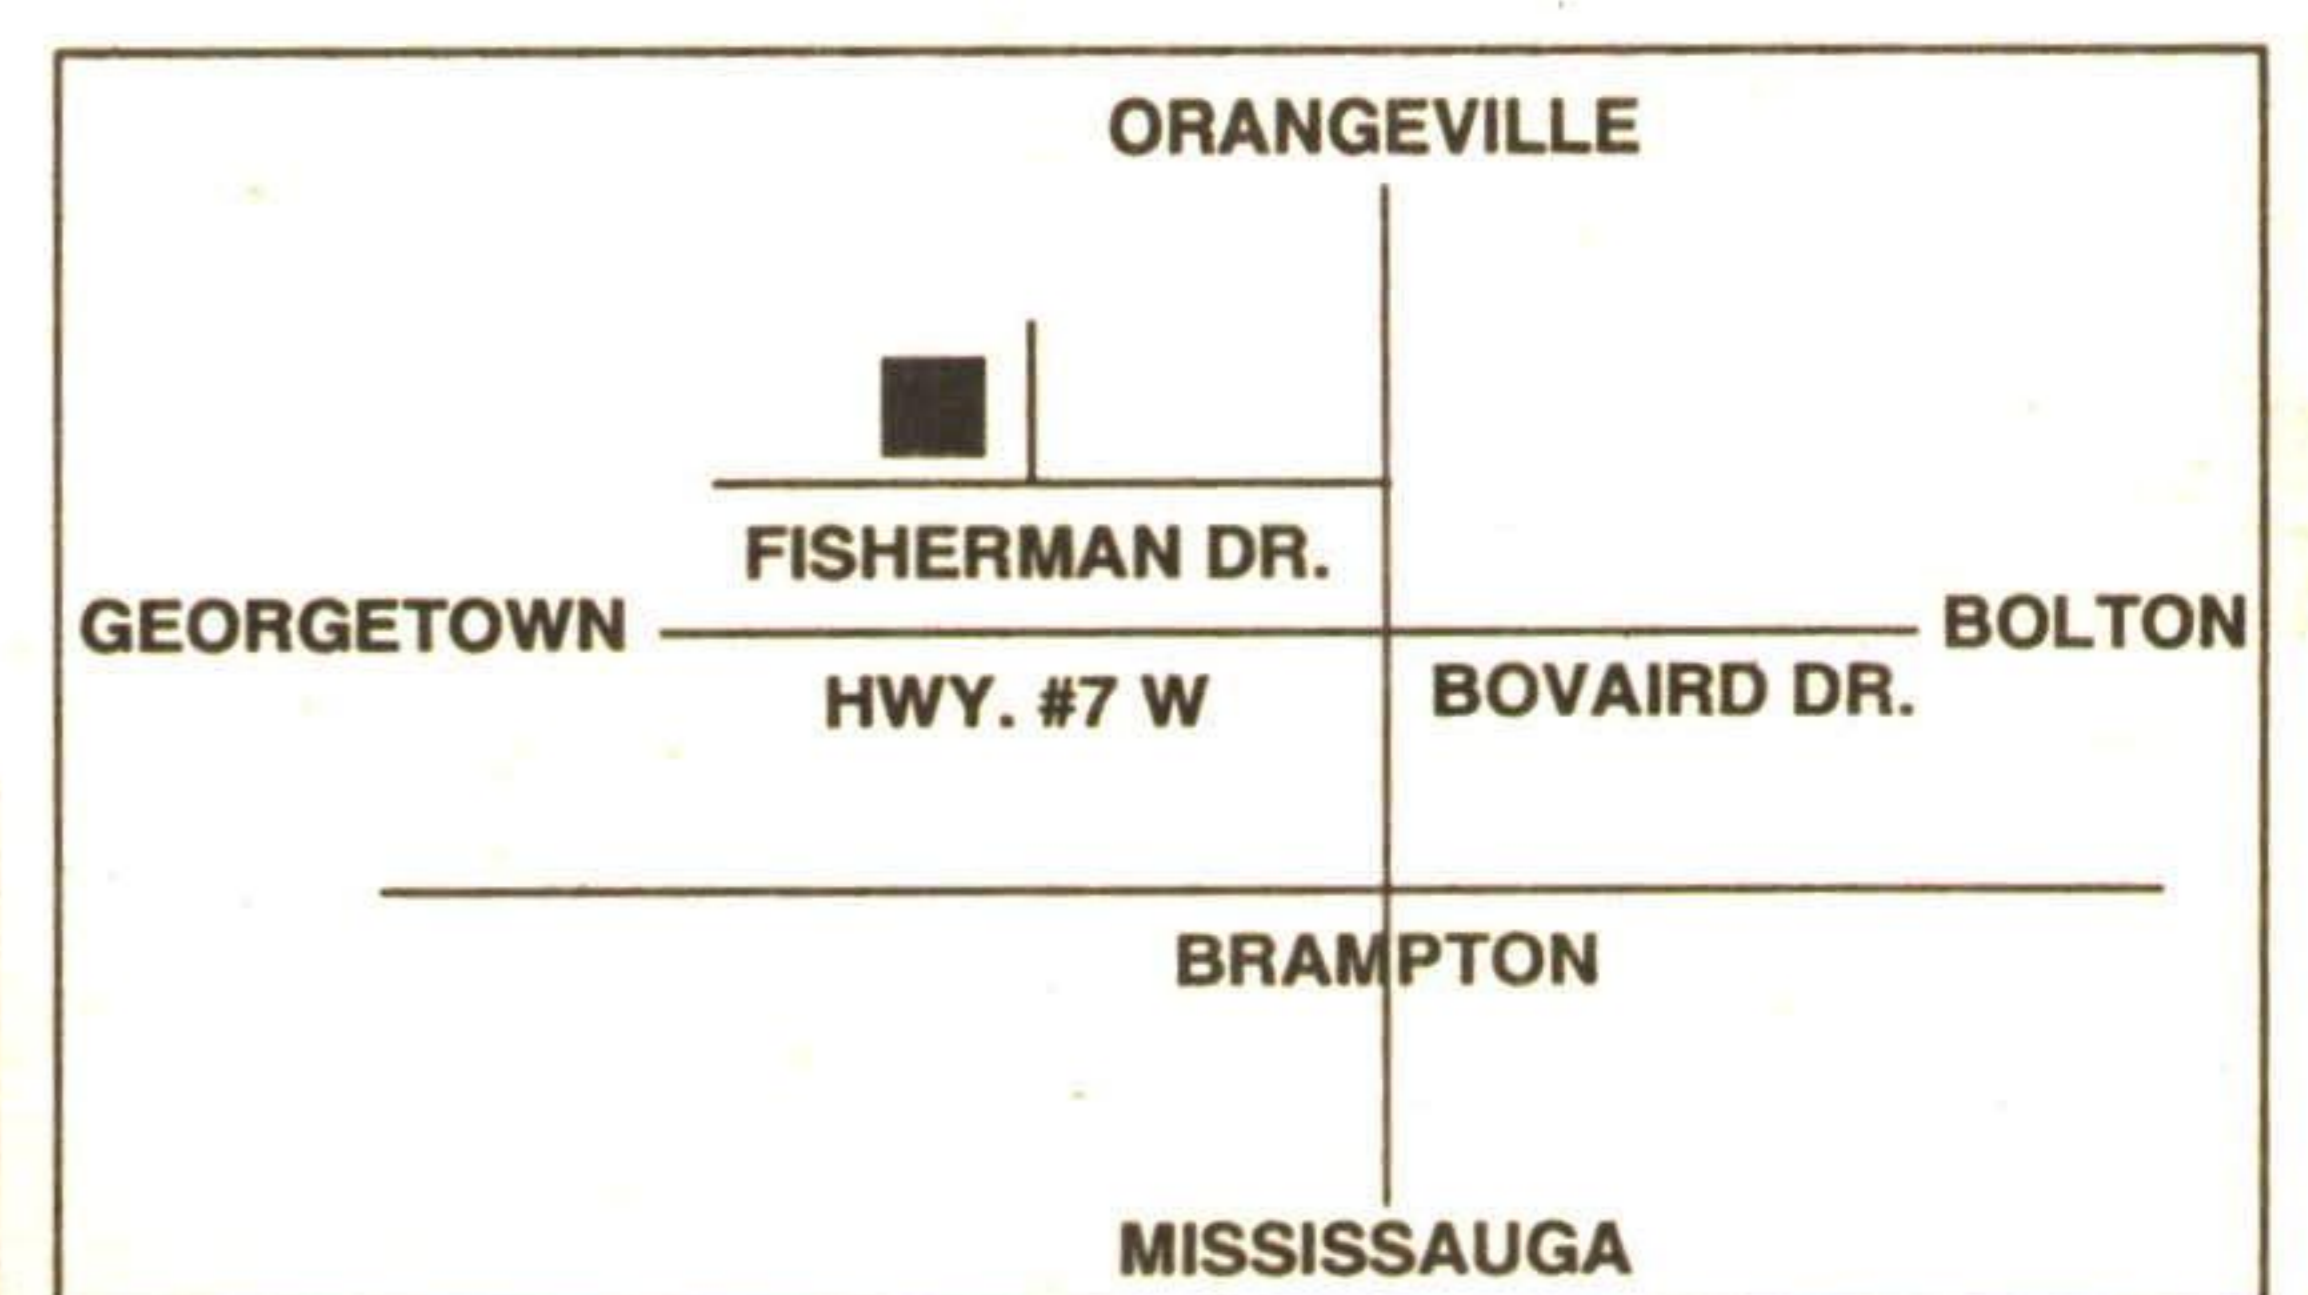 ORANGEVILLE
FISHERMAN DR.
GEORGETOWN
BOLTON
HWY. #7 W
BOVAIRD DR.
BRAMPTON
MISSISSAUGA